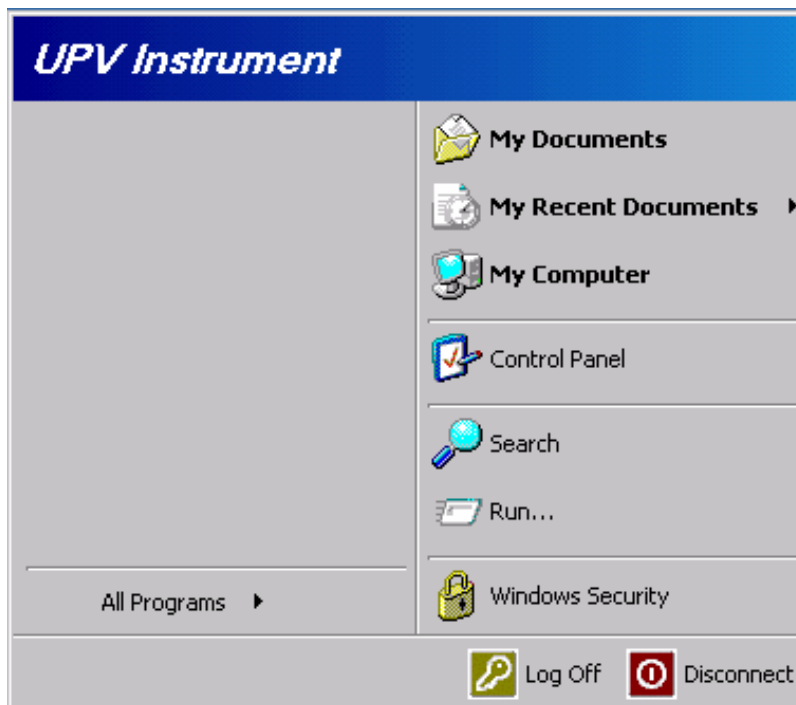 UPV Instrument
My Documents
My Recent Documents
My Computer
Control Panel
Search
Run...
All Programs
Windows Security
Log Off
Disconnect